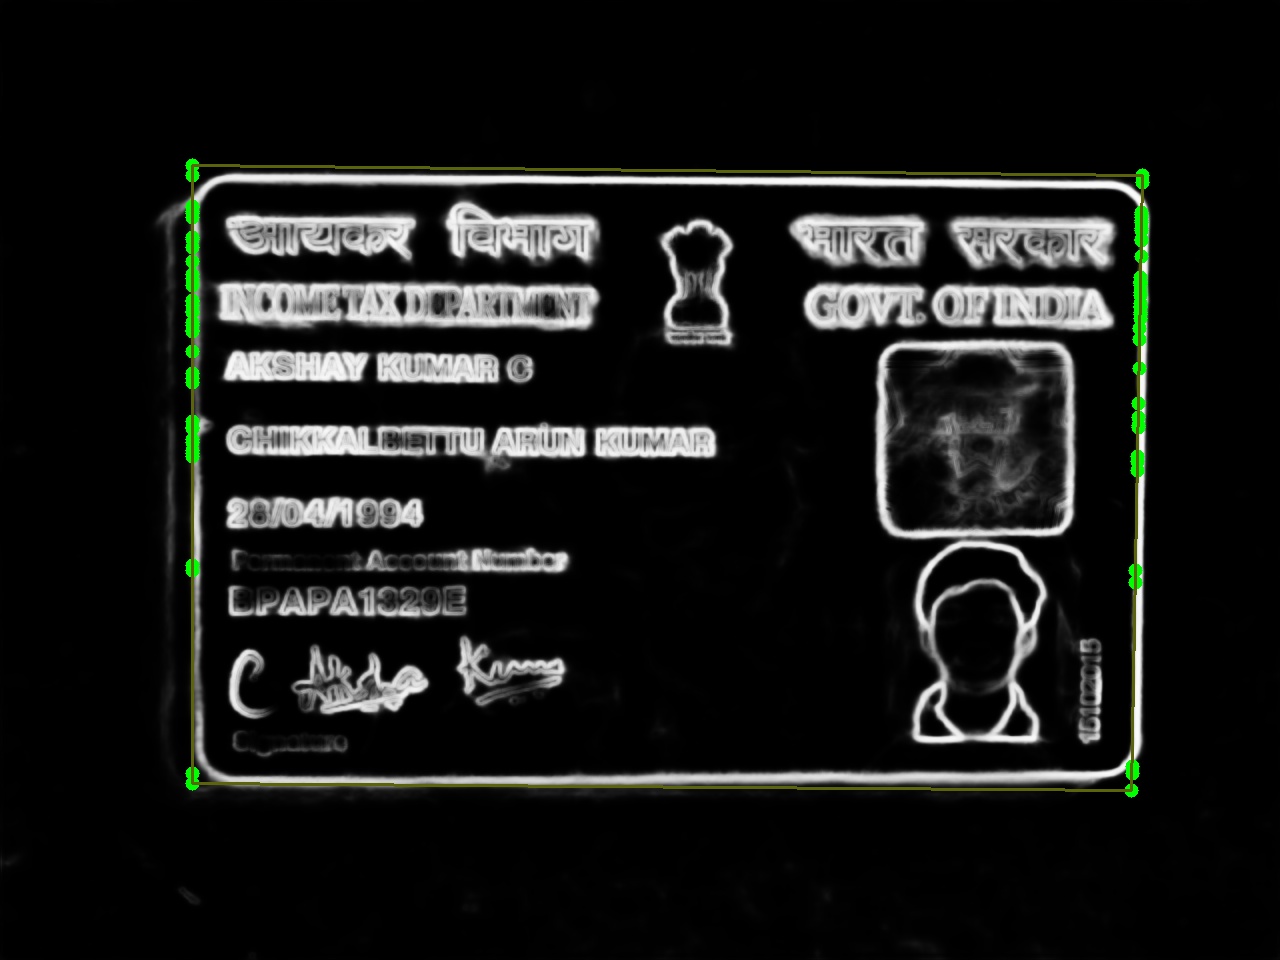 आयकर विभाग
भारत सरकार
INCOME TAX DEPARTMENT
GOVT. OF INDIA
AKSHAY KUMAR C
CHIKKALBETTU ARUN KUMAR
28/04/1994
Permanent Account Number
BPAPA1329E
Signature
15102015